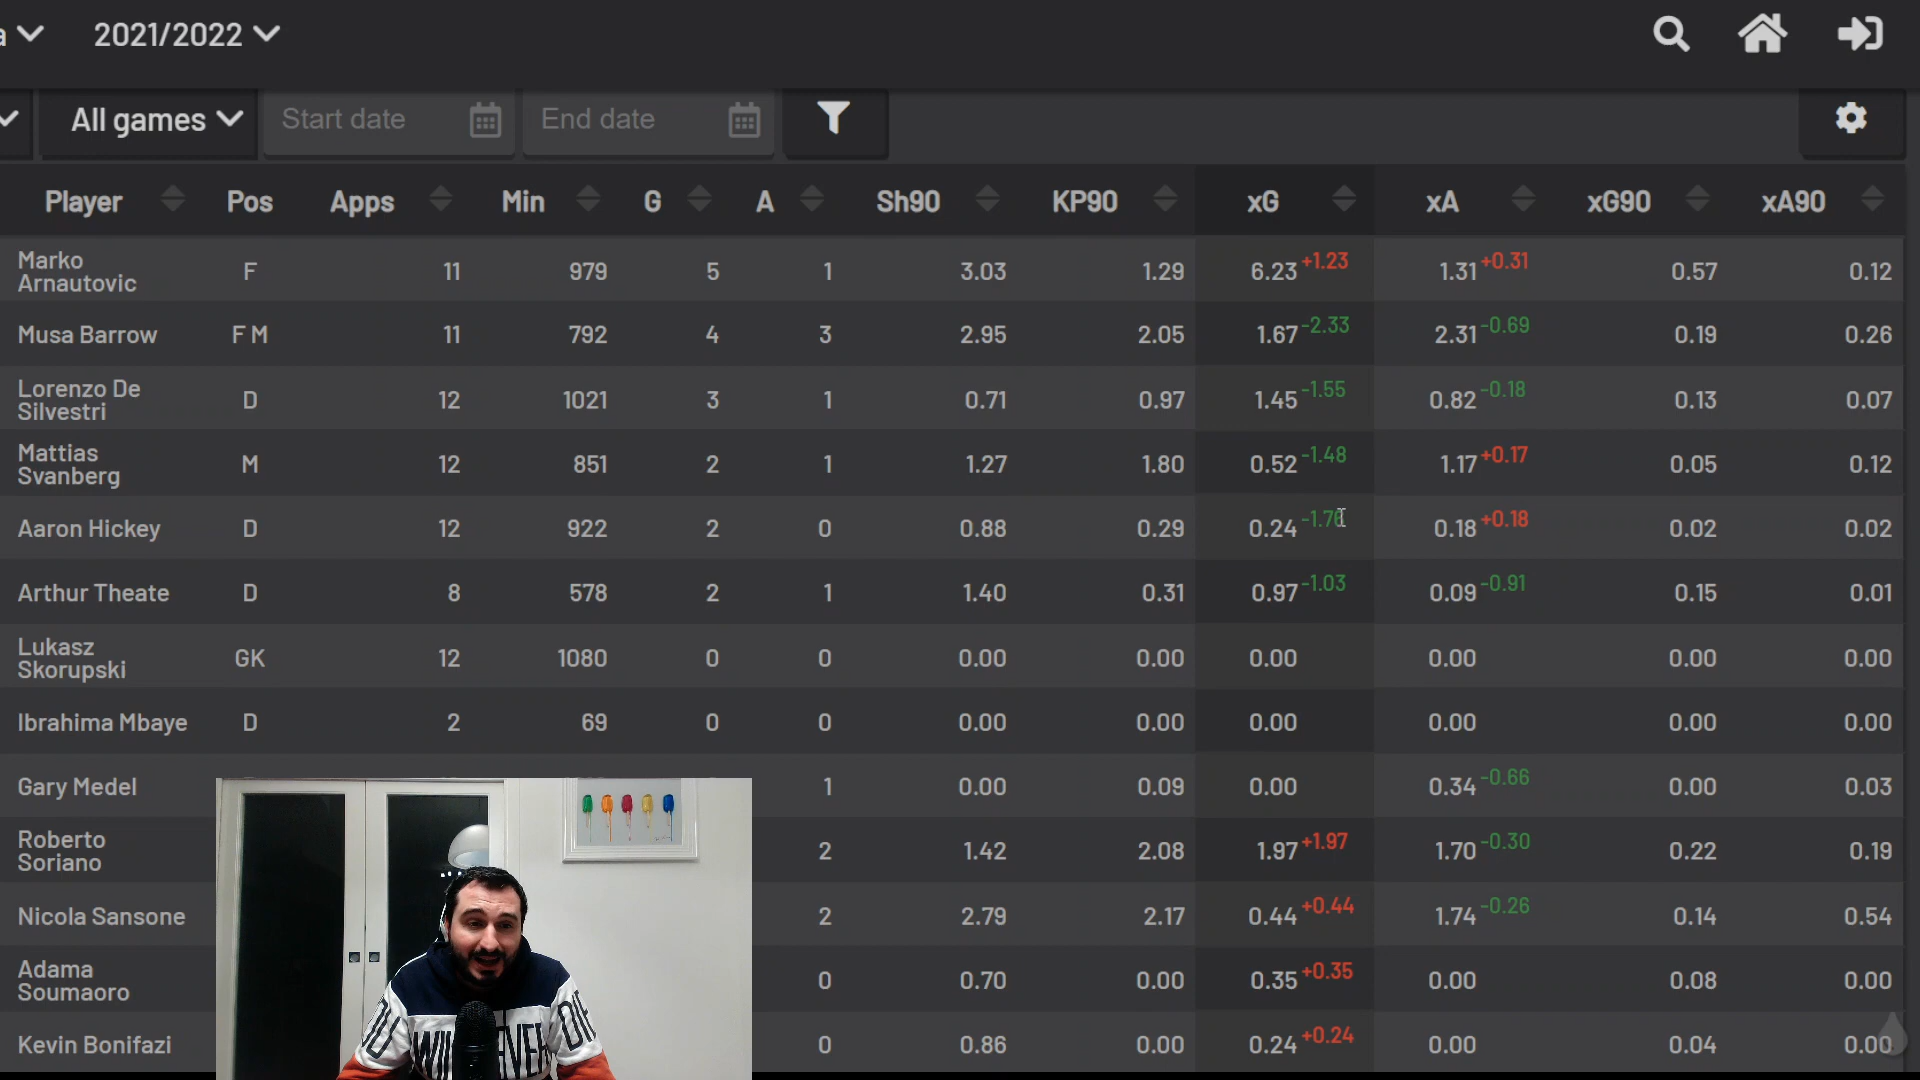 a 2021/2022
All games Start date End date
Player Pos Apps Min G A Sh90 KP90 xG xA xG90 xA90
Marko
Arnautovic F 11 979 5 1 3.03 1.29 6.23 +1.23 1.31 +0.31 0.57 0.12
Musa Barrow F M 11 792 4 3 2.95 2.05 1.67 -2.33 2.31 -0.69 0.19 0.26
Lorenzo De
Silvestri D 12 1021 3 1 0.71 0.97 1.45 -1.55 0.82 -0.18 0.13 0.07
Mattias
Svanberg M 12 851 2 1 1.27 1.80 0.52 -1.48 1.17 +0.17 0.05 0.12
Aaron Hickey D 12 922 2 0 0.88 0.29 0.24 -1.76 0.18 +0.18 0.02 0.02
Arthur Theate D 8 578 2 1 1.40 0.31 0.97 -1.03 0.09 -0.91 0.15 0.01
Lukasz
Skorupski GK 12 1080 0 0 0.00 0.00 0.00 0.00 0.00 0.00
Ibrahima Mbaye D 2 69 0 0 0.00 0.00 0.00 0.00 0.00 0.00
Gary Medel 1 0.00 0.09 0.00 0.34 -0.66 0.00 0.03
Roberto
Soriano 2 1.42 2.08 1.97 +1.97 1.70 -0.30 0.22 0.19
Nicola Sansone 2 2.79 2.17 0.44 +0.44 1.74 -0.26 0.14 0.54
Adama
Soumaoro 0 0.70 0.00 0.35 +0.35 0.00 0.08 0.00
Kevin Bonifazi 0 0.86 0.00 0.24 +0.24 0.00 0.04 0.00